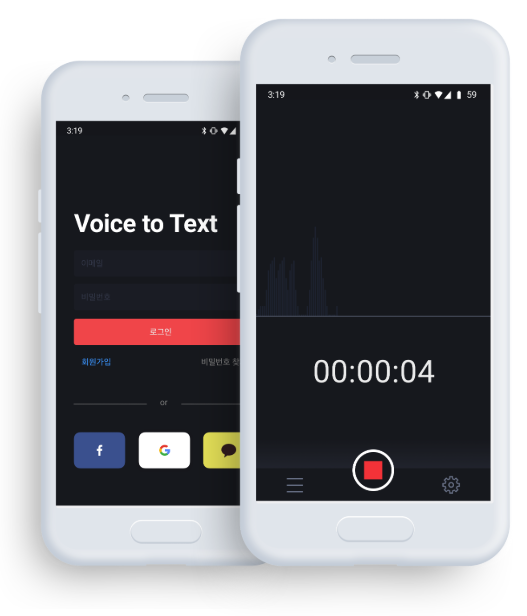 3:19
Voice to Text
이메일
비밀번호
로그인
회원가입
비밀번호 찾
or
f
G
3:19
59
00:00:04